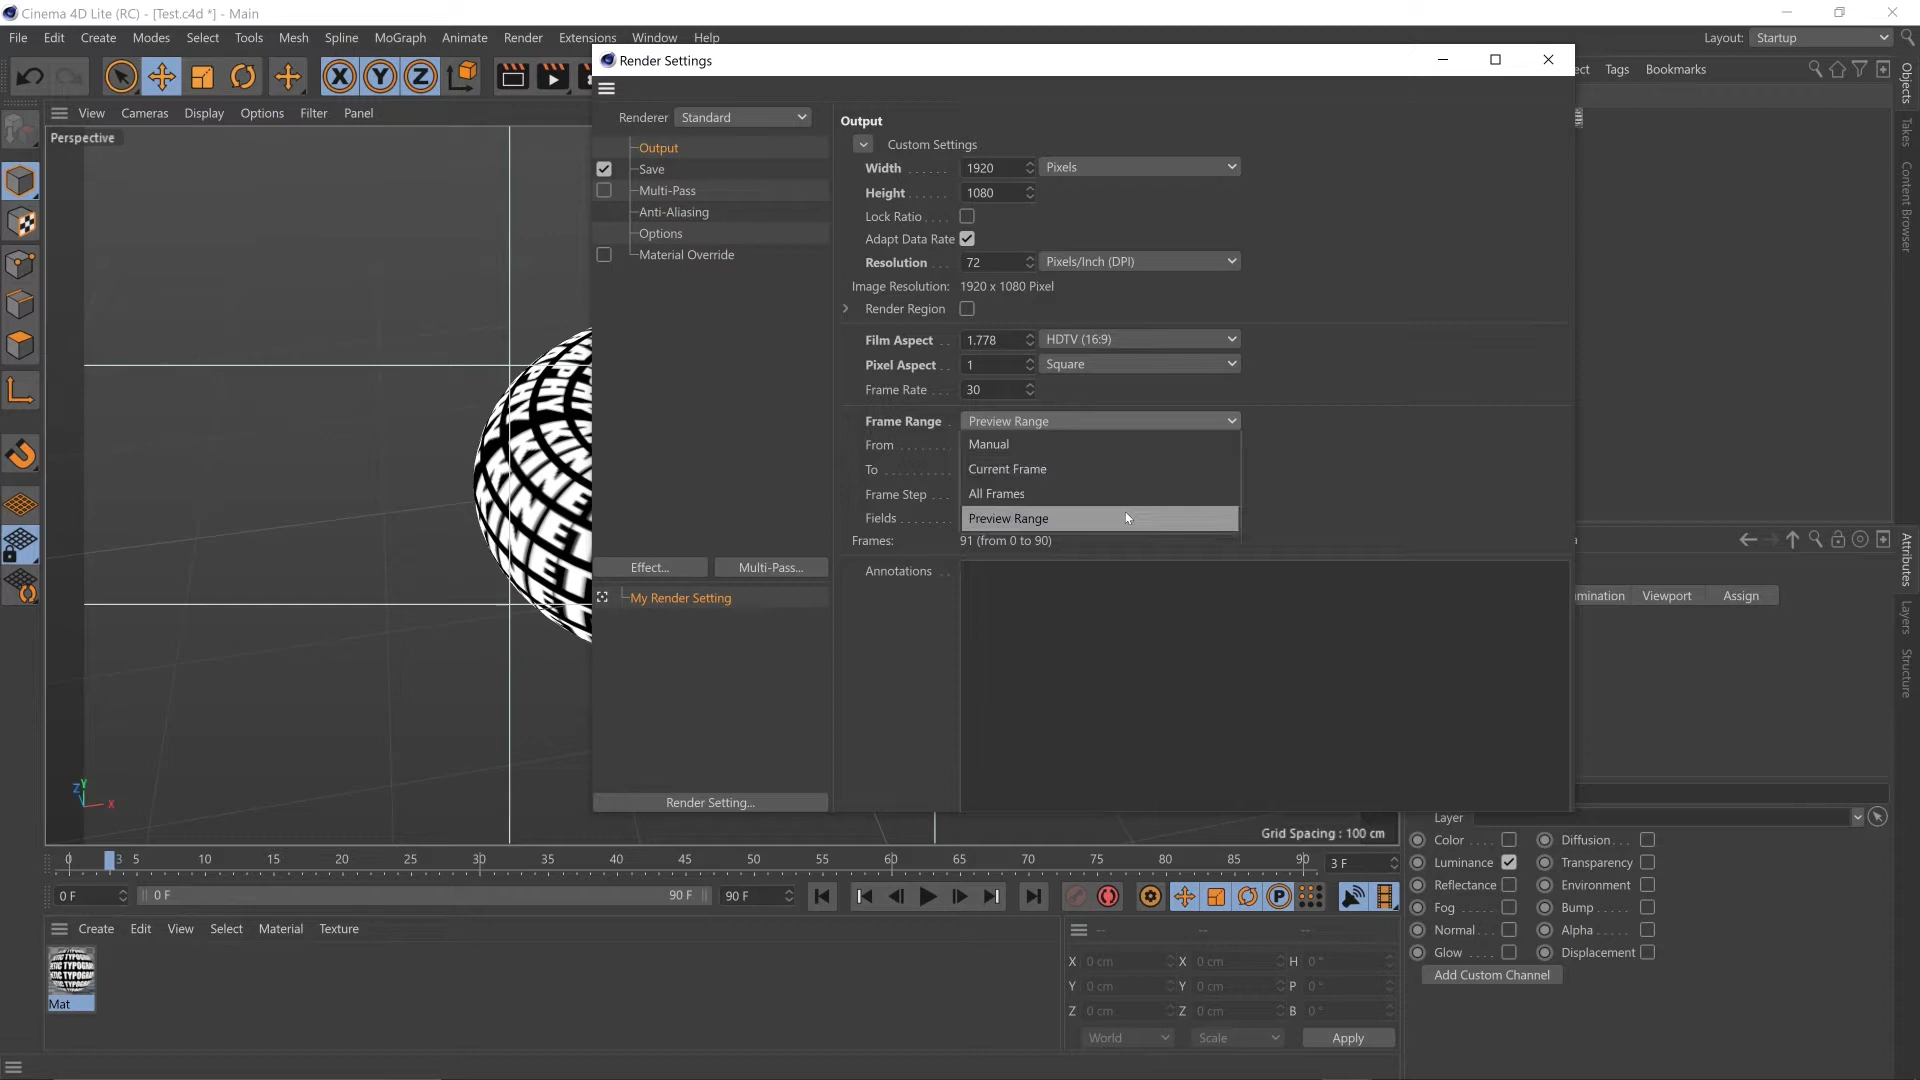 Cinema 4D Lite (RC) - [Test.c4d *] - Main
File Edit Create Modes Select Tools Mesh Spline MoGraph Animate Render Extensions Window Help
Layout: Startup
Render Settings
View Cameras Display Options Filter Panel
Perspective
ect Tags Bookmarks
Objects
Takes
Content Browser
Renderer Standard
Output
Save
Multi-Pass
Anti-Aliasing
Options
Material Override
Effect... Multi-Pass...
My Render Setting
Render Setting...
Output
Custom Settings
Width 1920 Pixels
Height 1080
Lock Ratio
Adapt Data Rate
Resolution 72 Pixels/Inch (DPI)
Image Resolution: 1920 x 1080 Pixel
Render Region
Film Aspect 1.778 HDTV (16:9)
Pixel Aspect 1 Square
Frame Rate 30
Frame Range Preview Range
From Manual
To Current Frame
Frame Step All Frames
Fields Preview Range
Frames: 91 (from 0 to 90)
Annotations
Attributes
Layers
Structure
mination Viewport Assign
Z Y X
Grid Spacing : 100 cm
0 3 5 10 15 20 25 30 35 40 45 50 55 60 65 70 75 80 85 90 3 F
0 F 0 F 90 F 90 F
Create Edit View Select Material Texture
Mat
-- -- --
X 0 cm X 0 cm H 0 °
Y 0 cm Y 0 cm P 0 °
Z 0 cm Z 0 cm B 0 °
World Scale Apply
Layer
Color Diffusion
Luminance Transparency
Reflectance Environment
Fog Bump
Normal Alpha
Glow Displacement
Add Custom Channel